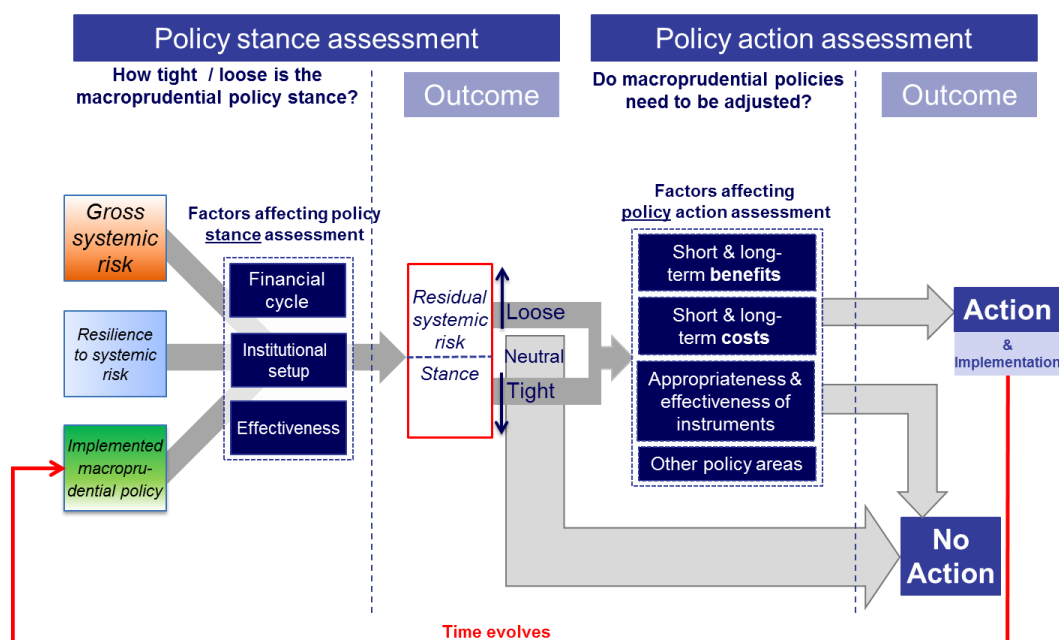 Policy stance assessment
Policy action assessment
How tight / loose is the
macroprudential policy stance?
Outcome
Do macroprudential policies
need to be adjusted?
Outcome
Gross
systemic
risk
Resilience
to systemic
risk
Implemented
macropru-
dential policy
Factors affecting policy
stance assessment
Financial
cycle
Institutional
setup
Effectiveness
Residual
systemic
risk
Stance
Loose
Neutral
Tight
Factors affecting
policy action assessment
Short & long-
term benefits
Short & long-
term costs
Appropriateness &
effectiveness of
instruments
Other policy areas
Action
&
Implementation
No
Action
Time evolves